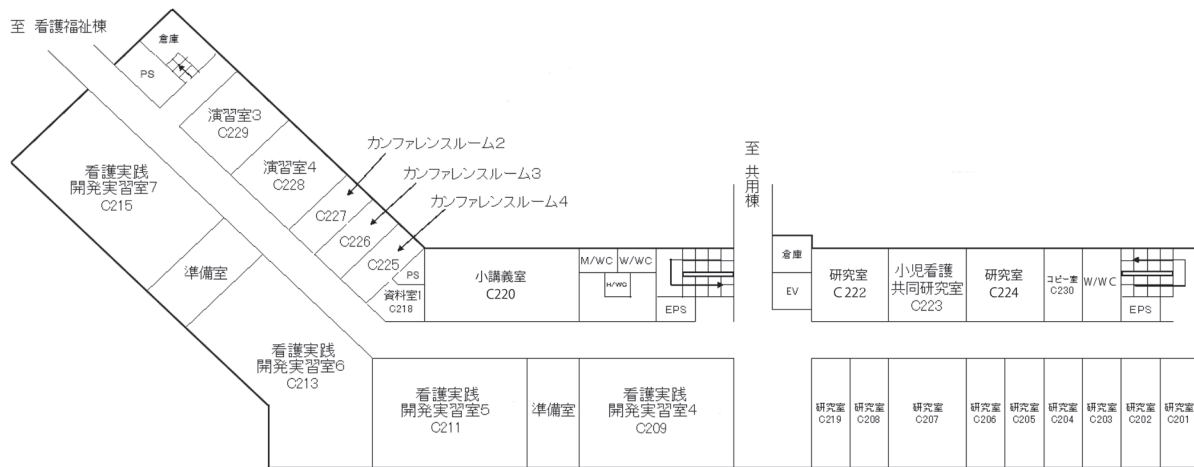 至 看護福祉棟
倉庫
PS
演習室3
C229
演習室4
C228
カンファレンスルーム2
カンファレンスルーム3
カンファレンスルーム4
C227
C226
C225
PS
資料室1
C218
看護実践
開発実習室7
C215
準備室
看護実践
開発実習室6
C213
小講義室
C220
M/WC
W/WC
H/WC
EPS
至 共用棟
倉庫
EV
研究室
C222
小児看護
共同研究室
C223
研究室
C224
コピー室
C230
W/WC
EPS
看護実践
開発実習室5
C211
準備室
看護実践
開発実習室4
C209
研究室
C219
研究室
C208
研究室
C207
研究室
C206
研究室
C205
研究室
C204
研究室
C203
研究室
C202
研究室
C201